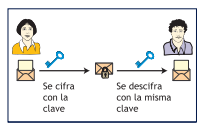 Se cifra
con la
clave
Se descifra
con la misma
clave